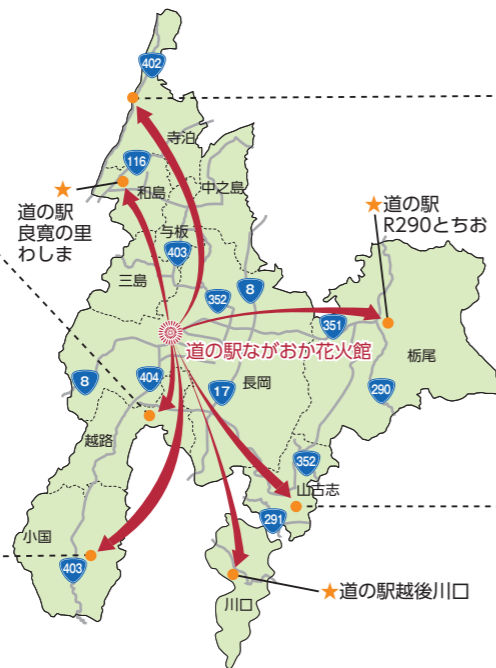 402
寺泊
116
和島
中之島
★
道の駅
良寛の里
わしま
与板
★道の駅
R290とちお
403
三島
352
8
351
道の駅ながおか花火館
栃尾
8
404
17
長岡
290
越路
352
山古志
291
小国
403
川口
★道の駅越後川口